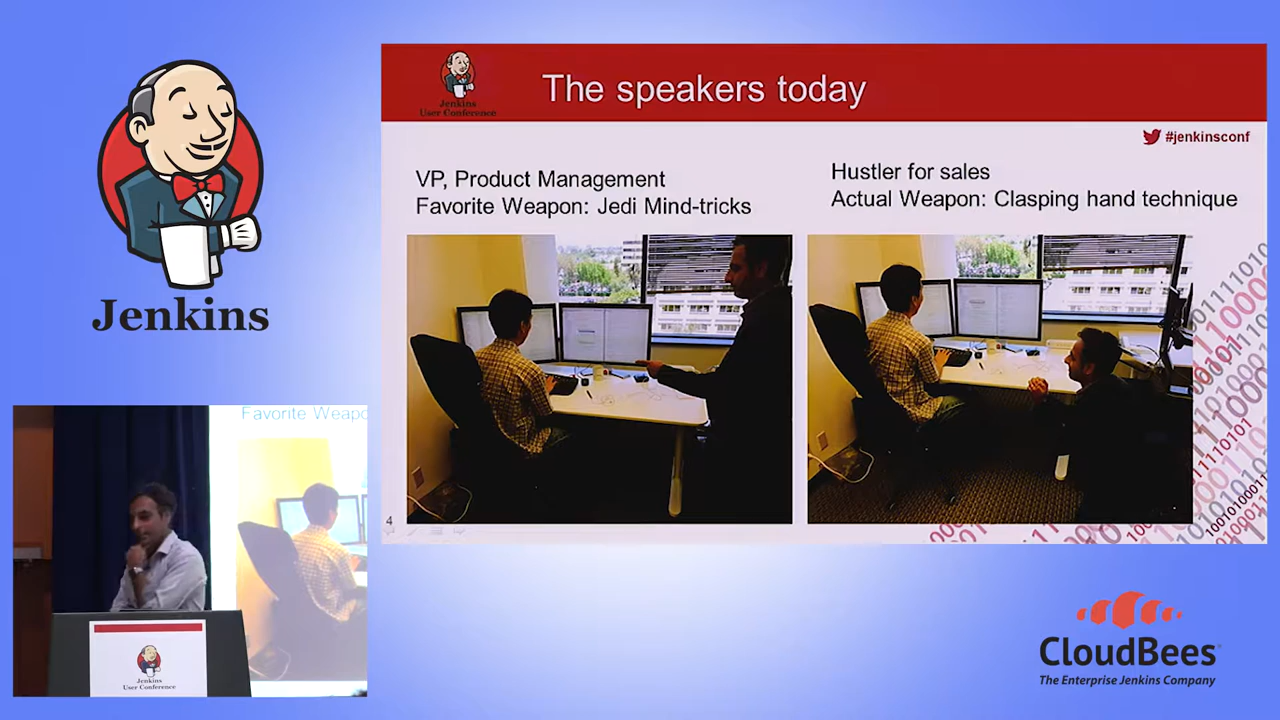 Jenkins
Jenkins
User Conference
The speakers today
#jenkinsconf
VP, Product Management
Favorite Weapon: Jedi Mind-tricks
Hustler for sales
Actual Weapon: Clasping hand technique
4
Favorite Weapo
Jenkins
User Conference
CloudBees
The Enterprise Jenkins Company